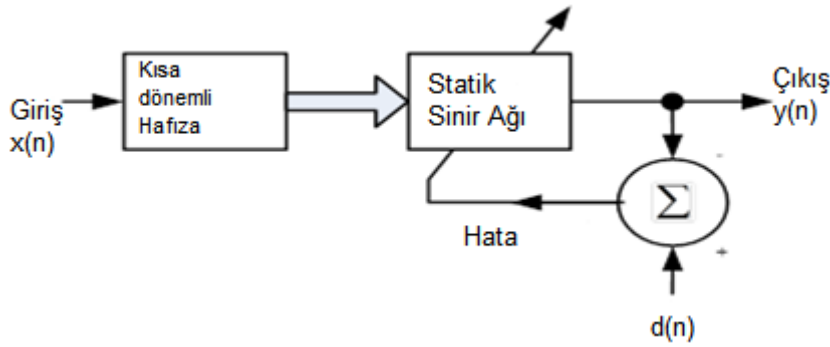 Giriş
x(n)
Kısa
dönemli
Hafıza
Statik
Sinir Ağı
Çıkış
y(n)
-
Σ
Hata
+
d(n)